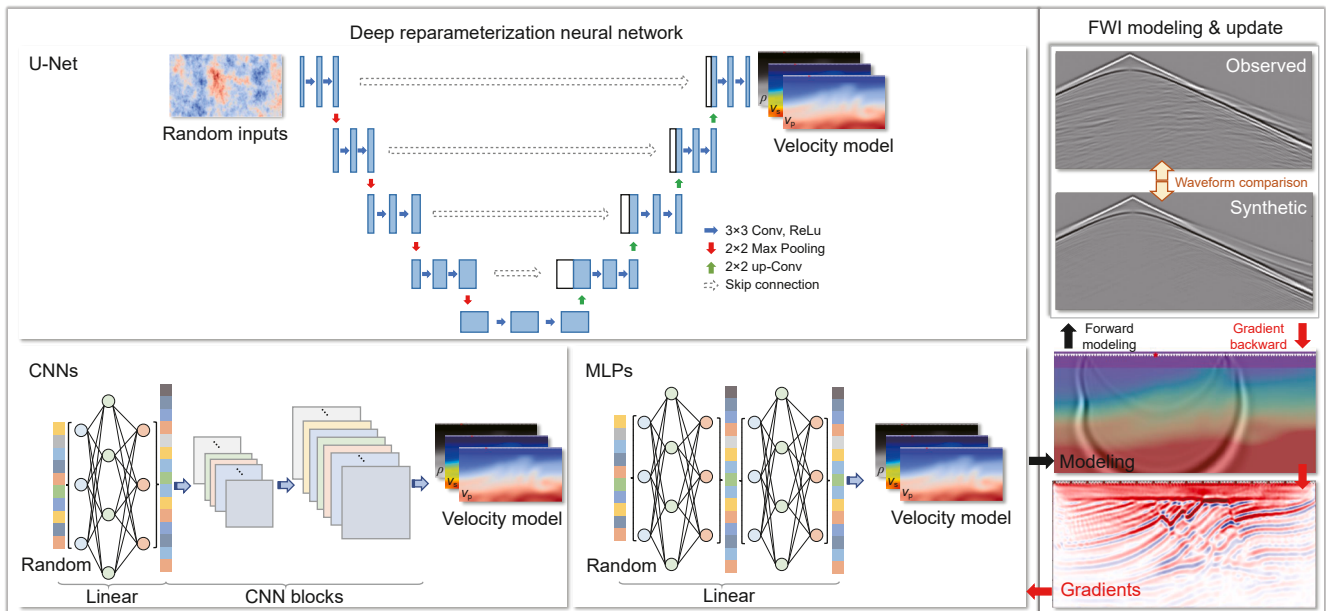 Deep reparameterization neural network
U-Net
Random inputs
ρ
Vs
Vp
Velocity model
3×3 Conv, ReLu
2×2 Max Pooling
2×2 up-Conv
Skip connection
CNNs
Random
Linear
CNN blocks
ρ
Vs
Vp
Velocity model
MLPs
Random
Linear
ρ
Vs
Vp
Velocity model
FWI modeling & update
Observed
Waveform comparison
Synthetic
Forward
modeling
Gradient
backward
Modeling
Gradients